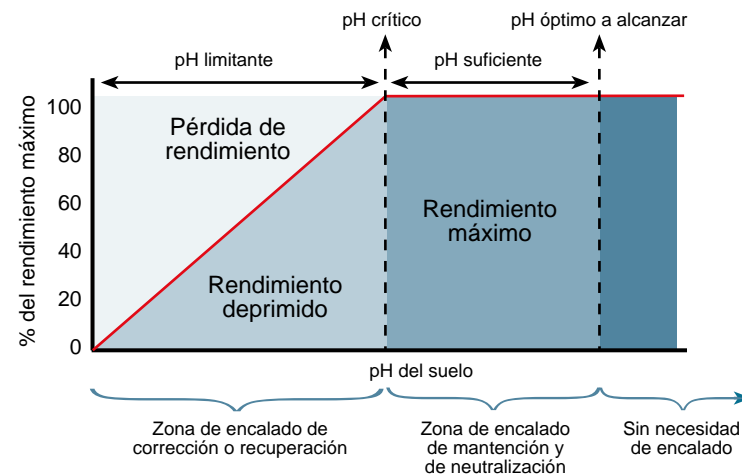 pH crítico
pH óptimo a alcanzar
pH limitante
pH suficiente
% del rendimiento máximo
100
80
60
40
20
0
Pérdida de
rendimiento
Rendimiento
deprimido
Rendimiento
máximo
pH del suelo
Zona de encalado de
corrección o recuperación
Zona de encalado
de mantención y
de neutralización
Sin necesidad
de encalado